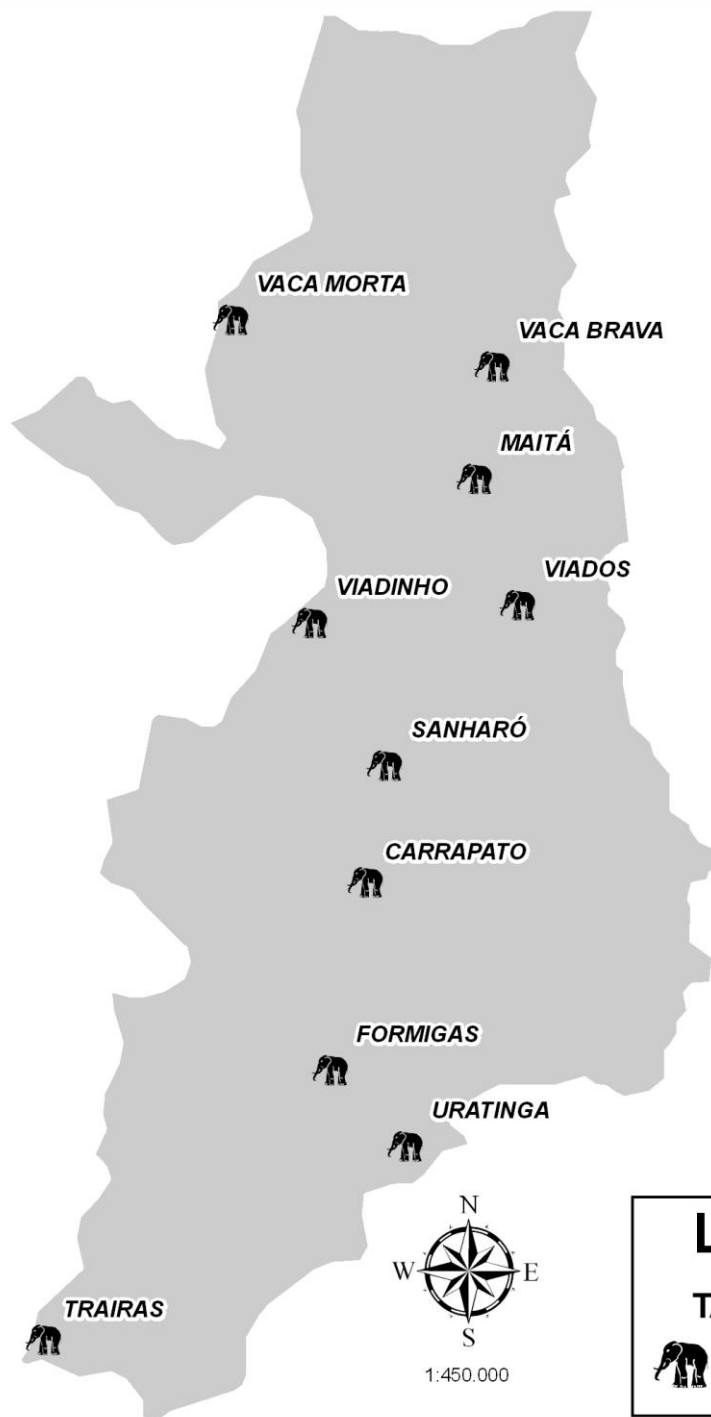 VACA MORTA
VACA BRAVA
MAITÁ
VIADOS
VIADINHO
SANHARÓ
CARRAPATO
FORMIGAS
URATINGA
TRAIRAS
N
W E
S
1:450.000